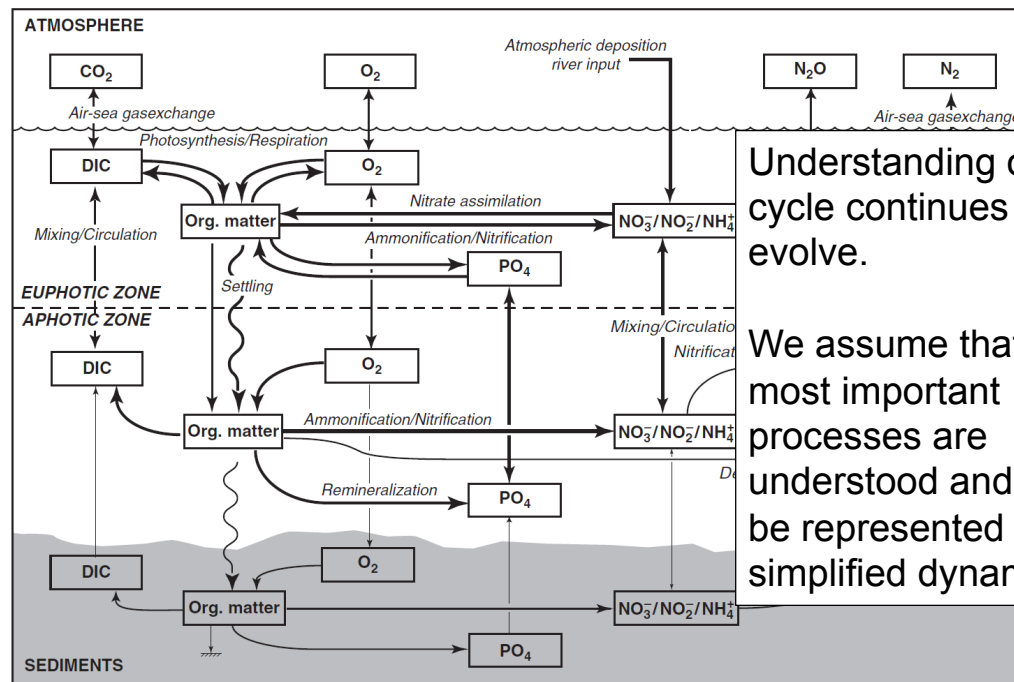 ATMOSPHERE
Atmospheric deposition
river input
CO₂
O₂
N₂O
N₂
Air-sea gasexchange
Air-sea gasexchange
Photosynthesis/Respiration
DIC
O₂
Nitrate assimilation
Org. matter
NO₃⁻/NO₂⁻/NH₄⁺
Mixing/Circulation
Ammonification/Nitrification
PO₄
Settling
EUPHOTIC ZONE
APHOTIC ZONE
Mixing/Circulatio
Nitrificat
DIC
O₂
Ammonification/Nitrification
Org. matter
NO₃⁻/NO₂⁻/NH₄⁺
De
Remineralization
PO₄
DIC
O₂
Org. matter
NO₃⁻/NO₂⁻/NH₄⁺
PO₄
SEDIMENTS
Understanding
cycle continues
evolve.
We assume that
most important
processes are
understood and
be represented
simplified